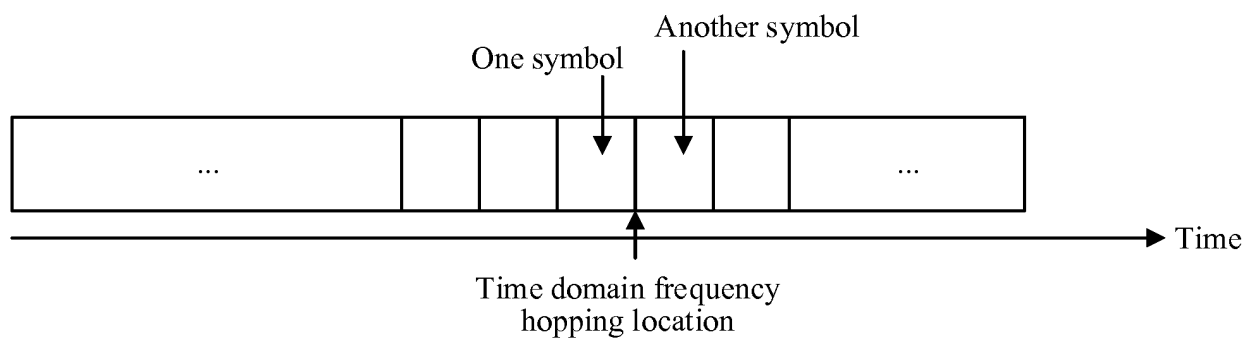 Another symbol
One symbol
...
...
Time
Time domain frequency
hopping location